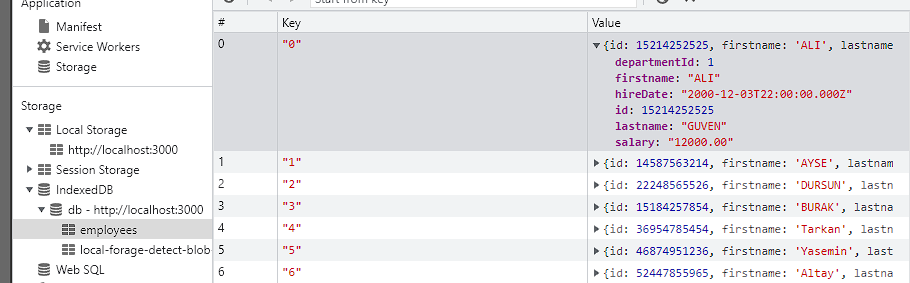 Application
Manifest
Service Workers
Storage
Storage
Local Storage
http://localhost:3000
Session Storage
IndexedDB
db - http://localhost:3000
employees
local-forage-detect-blob-
Web SQL
Start from key
# Key Value
0 "0" {id: 15214252525, firstname: 'ALI', lastname
departmentId: 1
firstname: "ALI"
hireDate: "2000-12-03T22:00:00.000Z"
id: 15214252525
lastname: "GUVEN"
salary: "12000.00"
1 "1" {id: 14587563214, firstname: 'AYSE', lastnam
2 "2" {id: 22248565526, firstname: 'DURSUN', lastn
3 "3" {id: 15184257854, firstname: 'BURAK', lastna
4 "4" {id: 36954785454, firstname: 'Tarkan', lastn
5 "5" {id: 46874951236, firstname: 'Yasemin', last
6 "6" {id: 52447855965, firstname: 'Altay', lastna